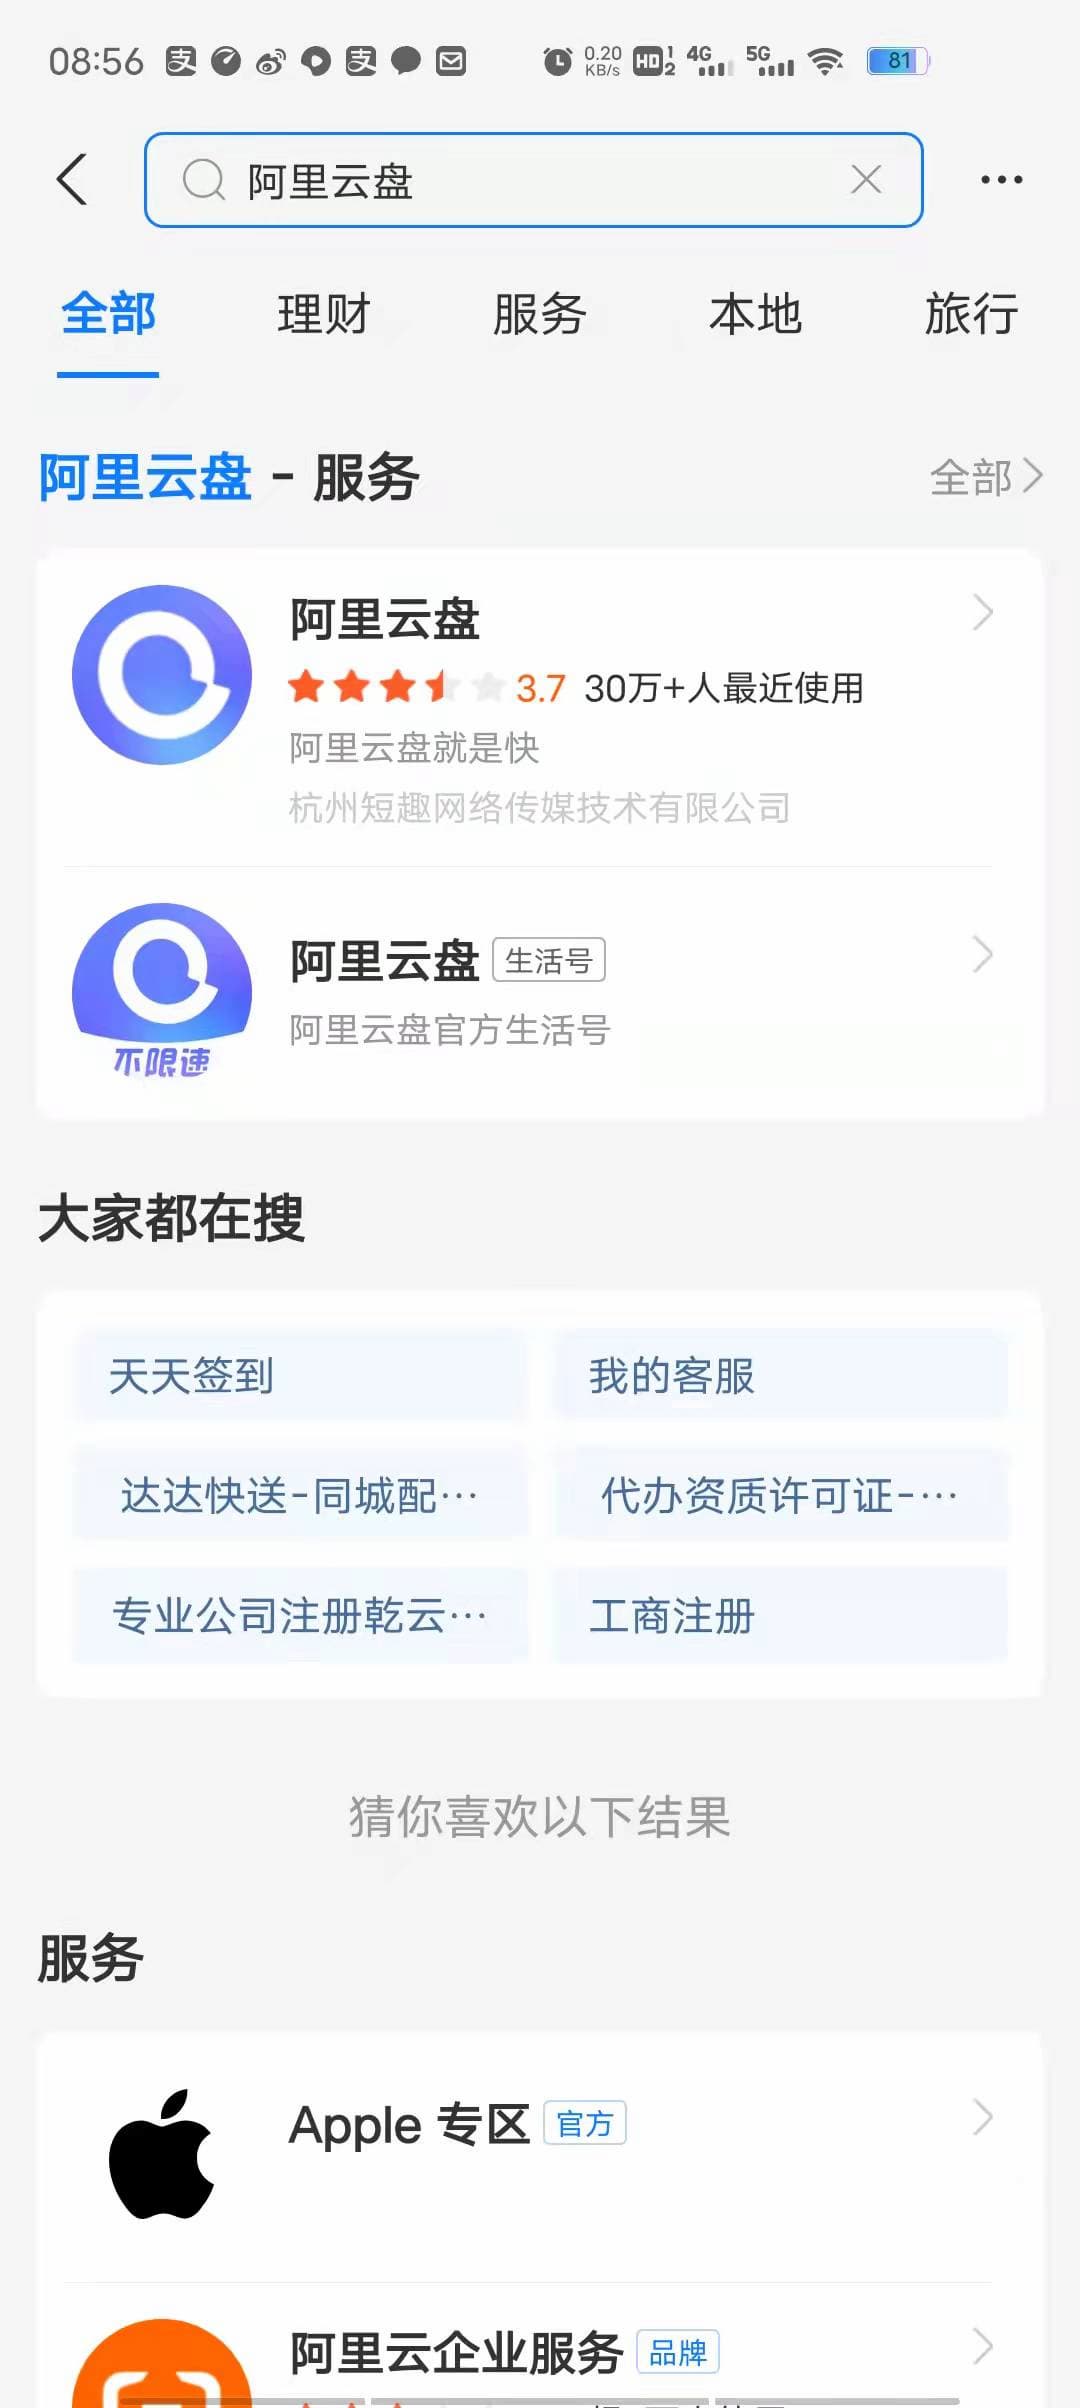 08:56
0.20
KB/s
HD 1 2
4G
5G
81
阿里云盘
全部 理财 服务 本地 旅行
阿里云盘 - 服务 全部
阿里云盘
3.7 30万+人最近使用
阿里云盘就是快
杭州短趣网络传媒技术有限公司
阿里云盘 生活号
阿里云盘官方生活号
不限速
大家都在搜
天天签到 我的客服
达达快送-同城配… 代办资质许可证-…
专业公司注册乾云… 工商注册
猜你喜欢以下结果
服务
Apple 专区 官方
阿里云企业服务 品牌